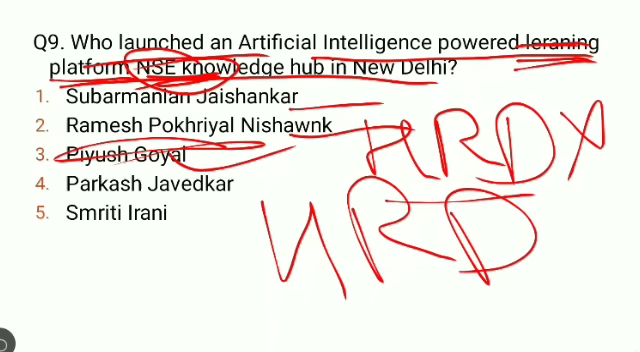 Q9. Who launched an Artificial Intelligence powered leraning
platform NSE knowledge hub in New Delhi?
1. Subarmanian Jaishankar
2. Ramesh Pokhriyal Nishawnk
3. Piyush Goyal
4. Parkash Javedkar
5. Smriti Irani
HRD X
HRD